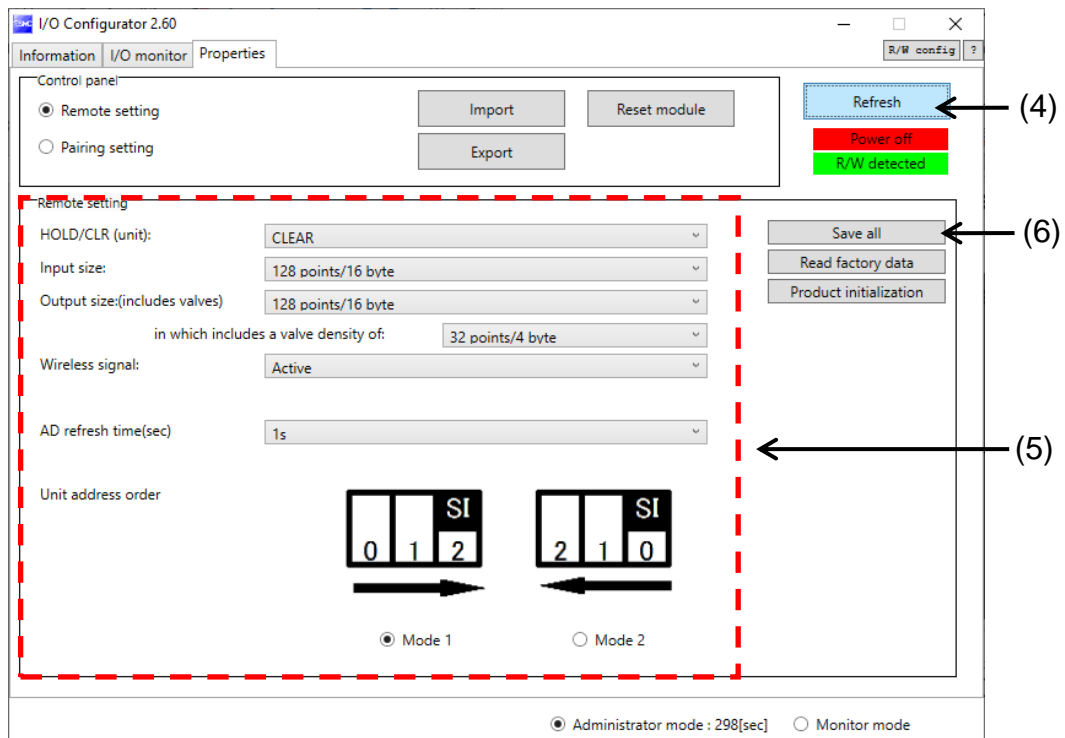 SMC I/O Configurator 2.60
Information I/O monitor Properties R/W config ?
Control panel
Remote setting Import Reset module Refresh (4)
Pairing setting Export Power off
R/W detected
Remote setting
HOLD/CLR (unit): CLEAR Save all (6)
Input size: 128 points/16 byte Read factory data
Output size:(includes valves) 128 points/16 byte Product initialization
in which includes a valve density of: 32 points/4 byte
Wireless signal: Active
AD refresh time(sec) 1s (5)
Unit address order SI SI
0 1 2 2 1 0
Mode 1 Mode 2
Administrator mode : 298[sec] Monitor mode